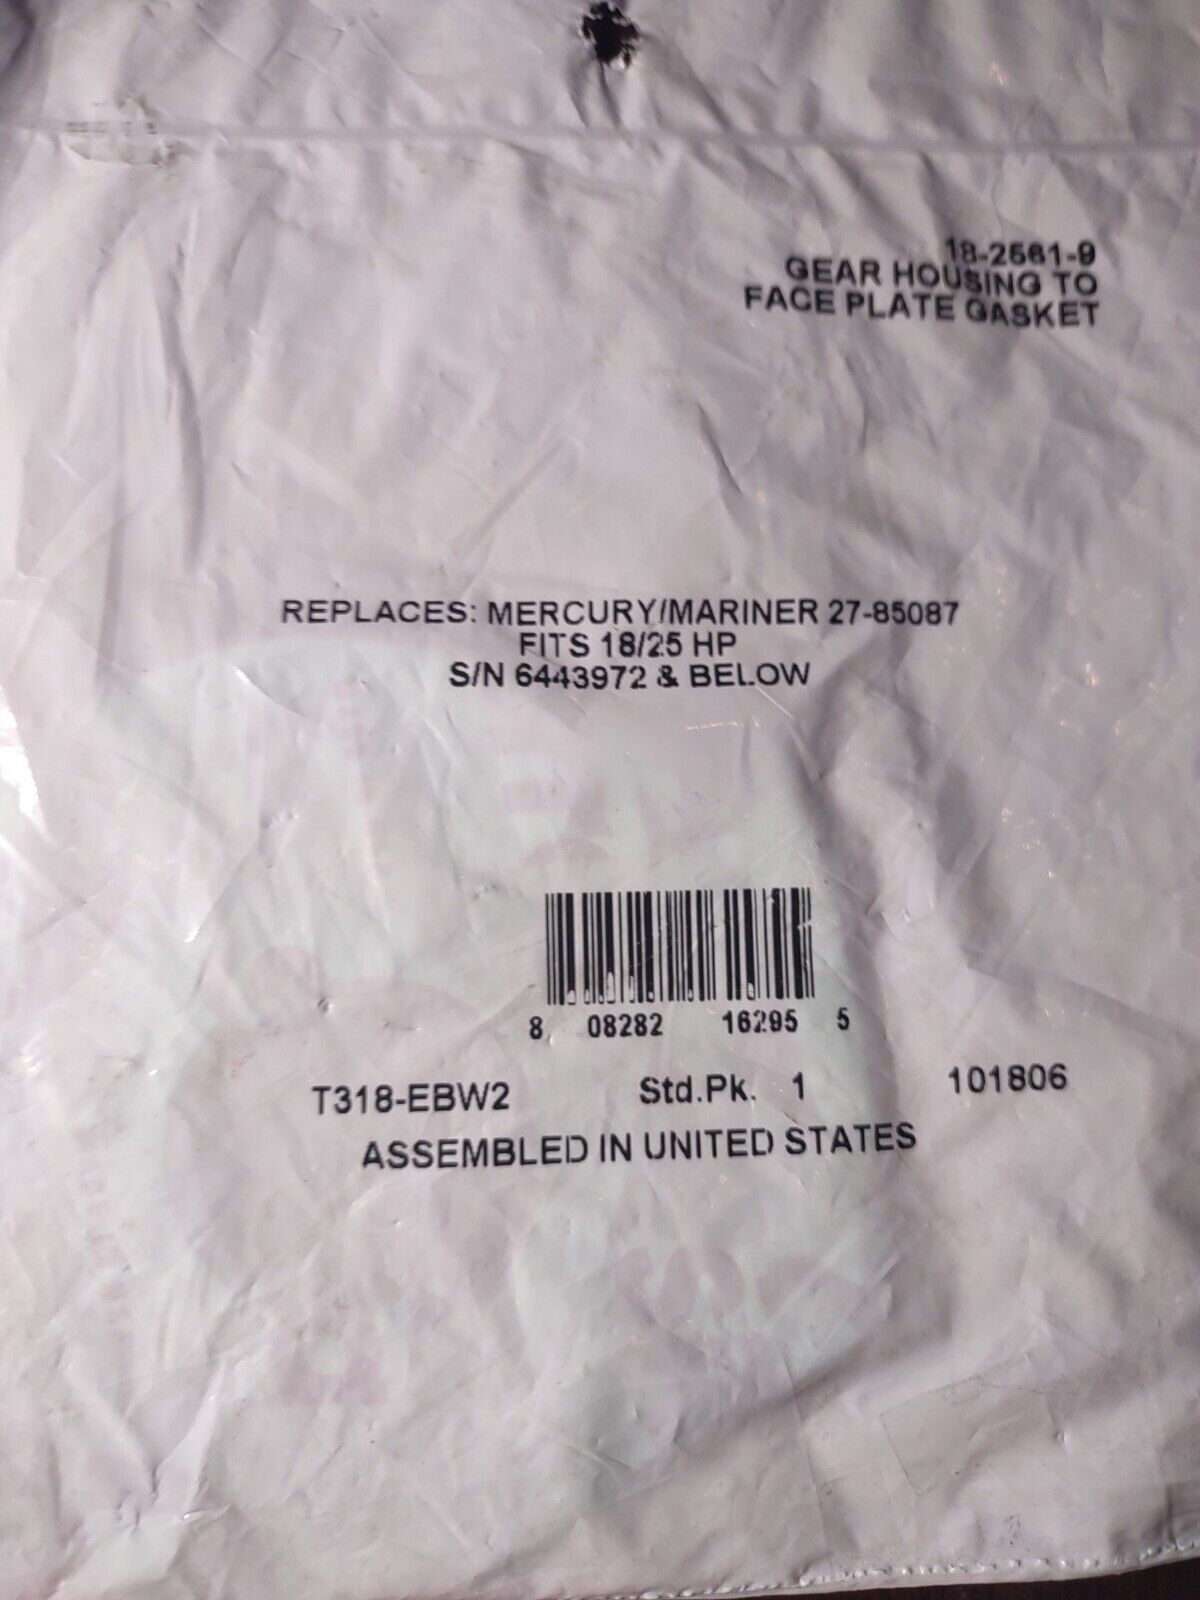 18-2561-9
GEAR HOUSING TO
FACE PLATE GASKET
REPLACES: MERCURY/MARINER 27-85087
FITS 18/25 HP
S/N 6443972 & BELOW
8 08282 16295 5
T318-EBW2 Std.Pk. 1 101806
ASSEMBLED IN UNITED STATES